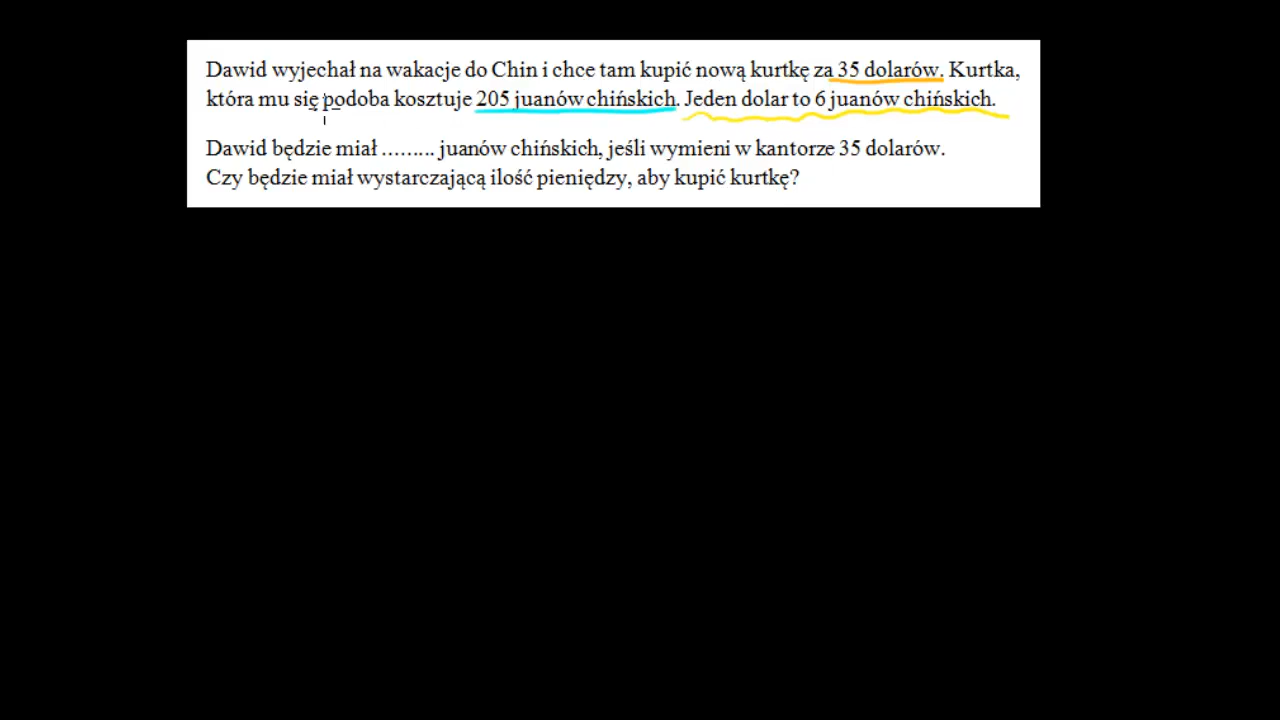 Dawid wyjechał na wakacje do Chin i chce tam kupić nową kurtkę za 35 dolarów. Kurtka,
która mu się podoba kosztuje 205 juanów chińskich. Jeden dolar to 6 juanów chińskich.
Dawid będzie miał ......... juanów chińskich, jeśli wymieni w kantorze 35 dolarów.
Czy będzie miał wystarczającą ilość pieniędzy, aby kupić kurtkę?